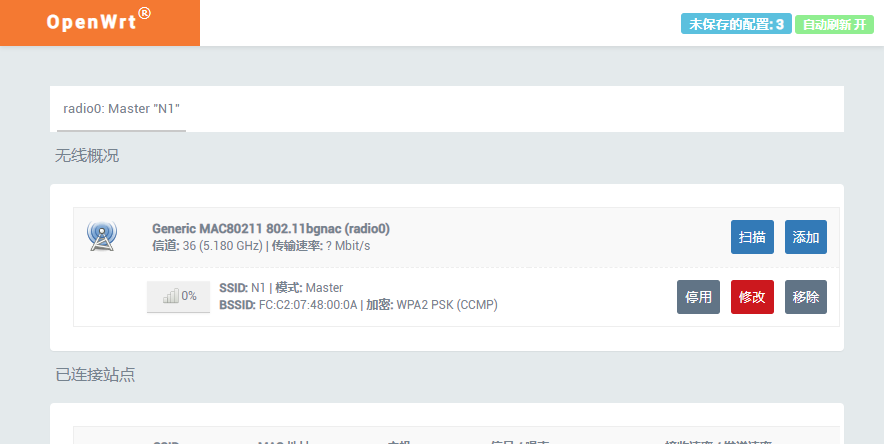 OpenWrt®
未保存的配置: 3 自动刷新 开
radio0: Master "N1"
无线概况
Generic MAC80211 802.11bgnac (radio0)
信道: 36 (5.180 GHz) | 传输速率: ? Mbit/s
扫描 添加
0%
SSID: N1 | 模式: Master
BSSID: FC:C2:07:48:00:0A | 加密: WPA2 PSK (CCMP)
停用 修改 移除
已连接站点